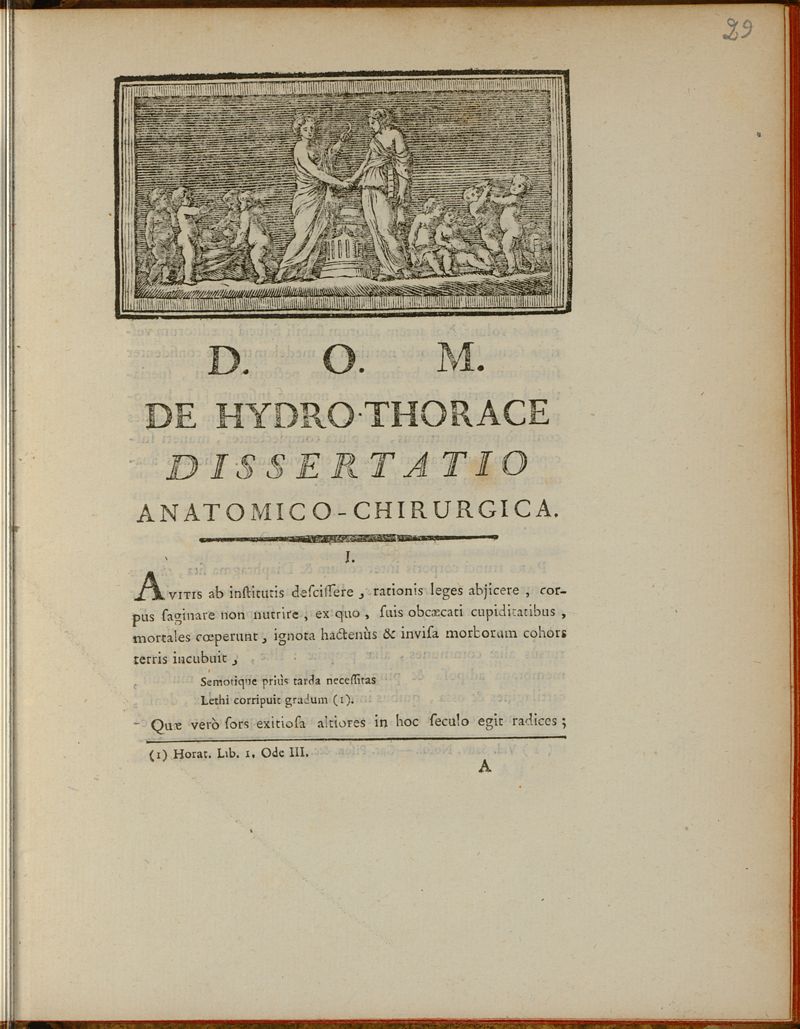 29
D. O. M.
DE HYDRO-THORACE
DISSERTATIO
ANATOMICO-CHIRURGICA.
I.
AVITIS ab inſtitutis deſciſſere, rationis leges abjicere, cor-
pus ſaginare non nutrire, ex quo, ſuis obcæcati cupiditatibus,
mortales cœperunt, ignota hactenùs & inviſa morborum cohors
terris incubuit,
Semotique priùs tarda neceſſitas
Lethi corripuit gradum (1).
Quæ verò ſors exitioſa altiores in hoc ſeculo egit radices;
(1) Horat. Lib. 1. Ode III.
A